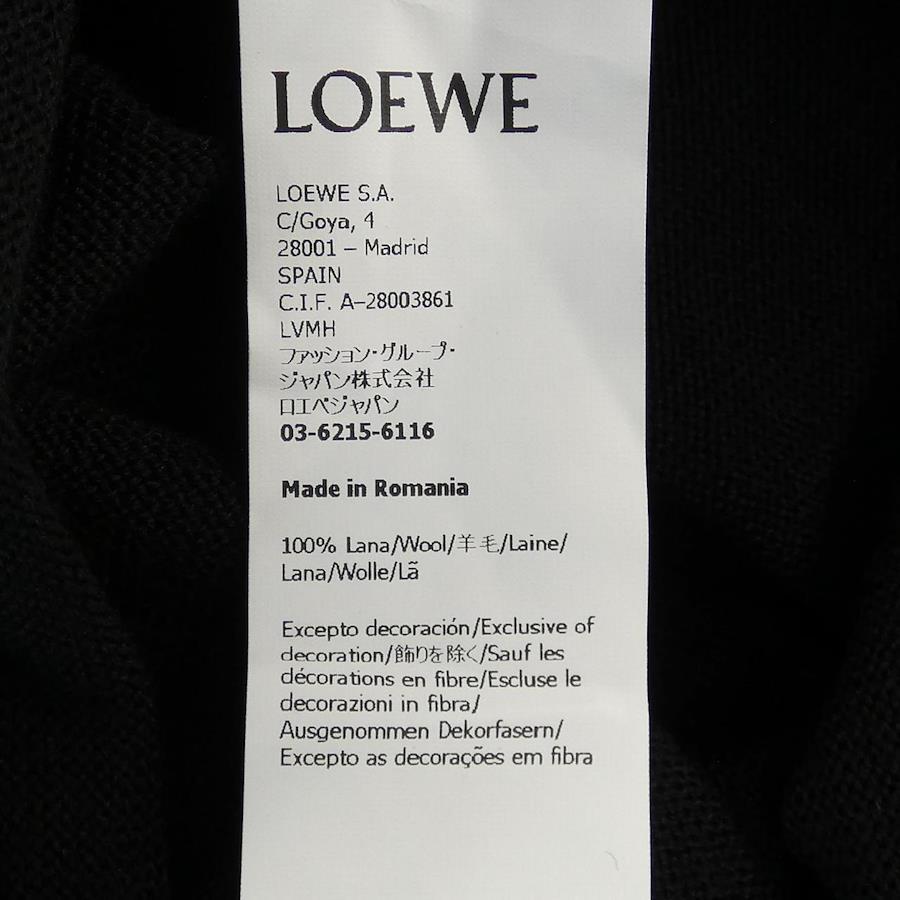 LOEWE
LOEWE S.A.
C/Goya, 4
28001 – Madrid
SPAIN
C.I.F. A–28003861
LVMH
ファッション・グループ・
ジャパン株式会社
ロエベジャパン
03-6215-6116
Made in Romania
100% Lana/Wool/羊毛/Laine/
Lana/Wolle/Lã
Excepto decoración/Exclusive of
decoration/飾りを除く/Sauf les
décorations en fibre/Escluse le
decorazioni in fibra/
Ausgenommen Dekorfasern/
Excepto as decorações em fibra